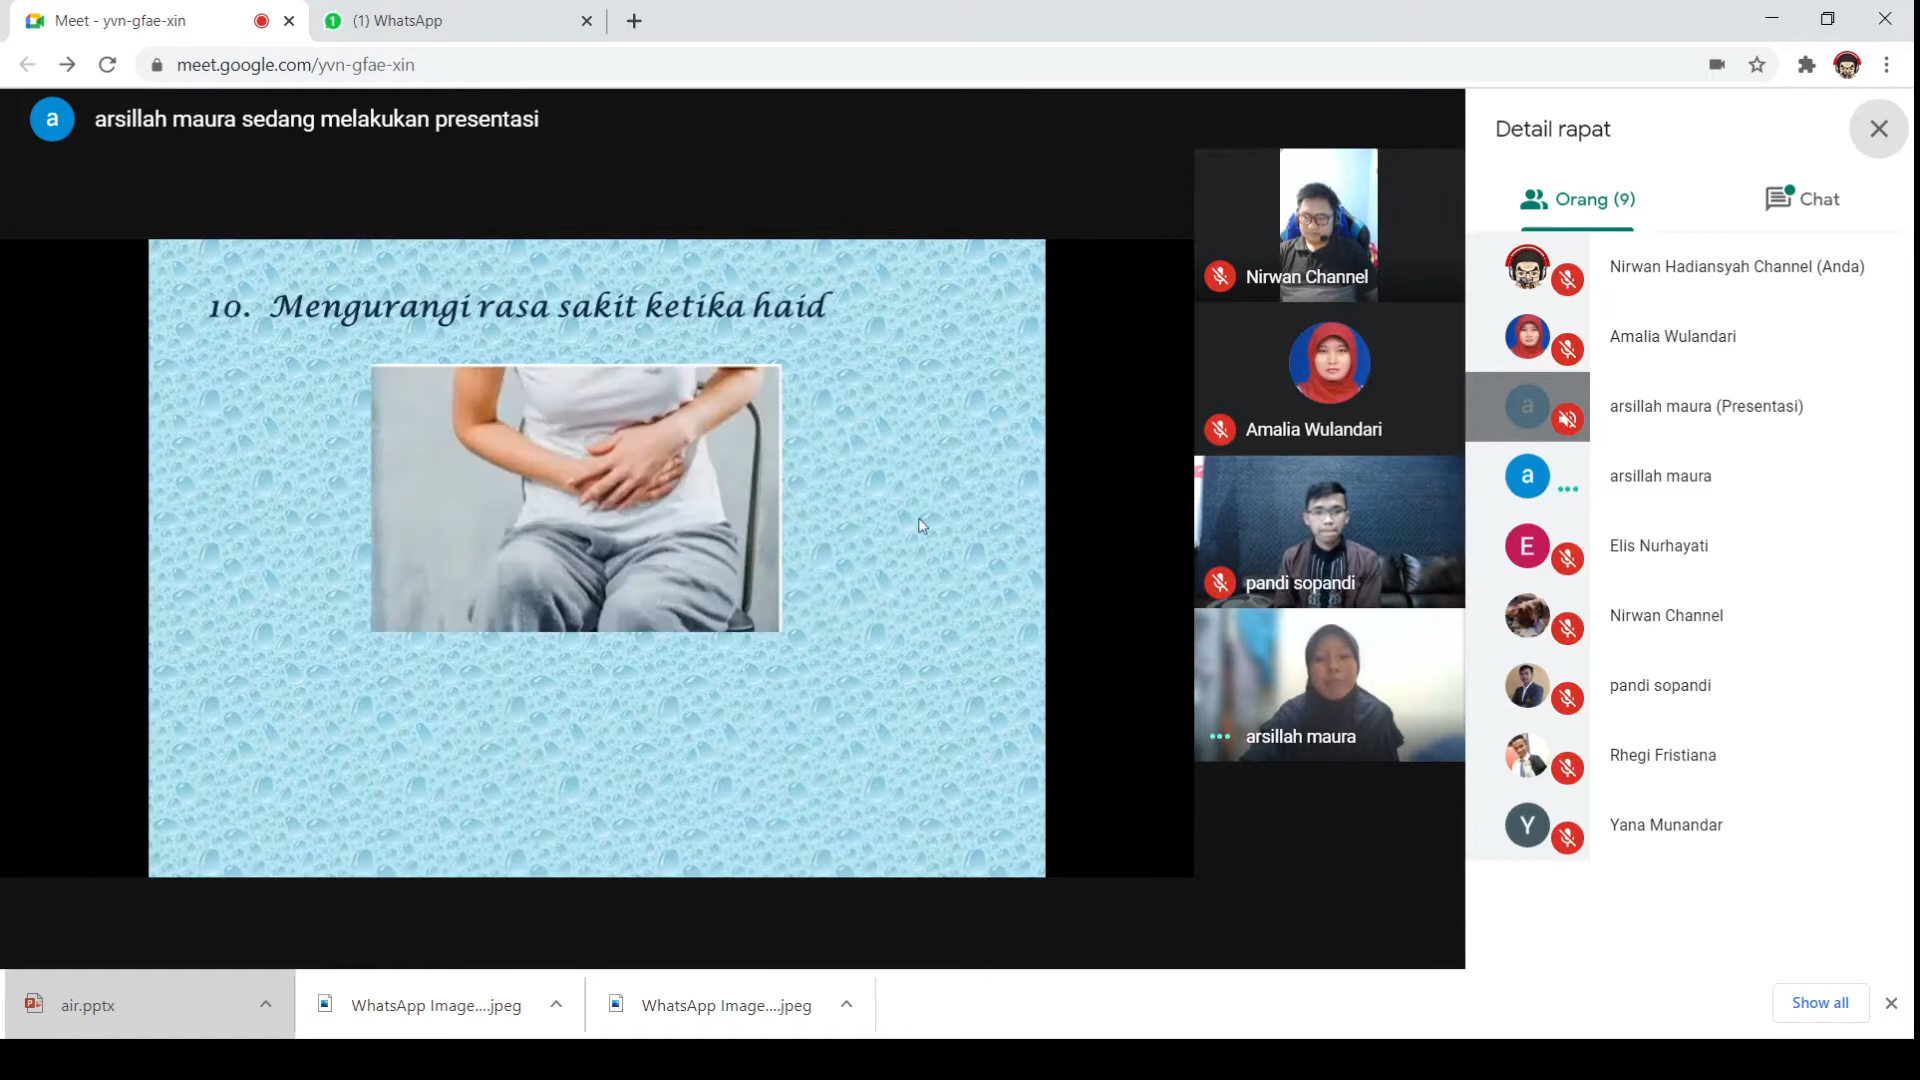 Meet - yvn-gfae-xin
(1) WhatsApp
meet.google.com/yvn-gfae-xin
a
arsillah maura sedang melakukan presentasi
10. Mengurangi rasa sakit ketika haid
Nirwan Channel
Amalia Wulandari
pandi sopandi
arsillah maura
Detail rapat
Orang (9)
Chat
Nirwan Hadiansyah Channel (Anda)
Amalia Wulandari
a
arsillah maura (Presentasi)
a
arsillah maura
E
Elis Nurhayati
Nirwan Channel
pandi sopandi
Rhegi Fristiana
Y
Yana Munandar
air.pptx
WhatsApp Image....jpeg
WhatsApp Image....jpeg
Show all